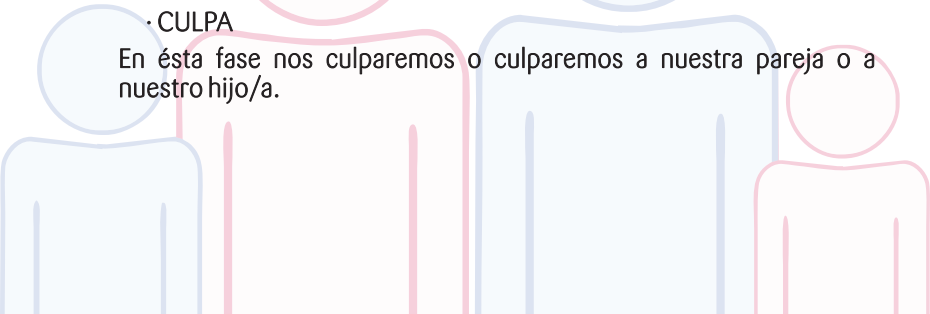 · CULPA
En ésta fase nos culparemos o culparemos a nuestra pareja o a
nuestro hijo/a.